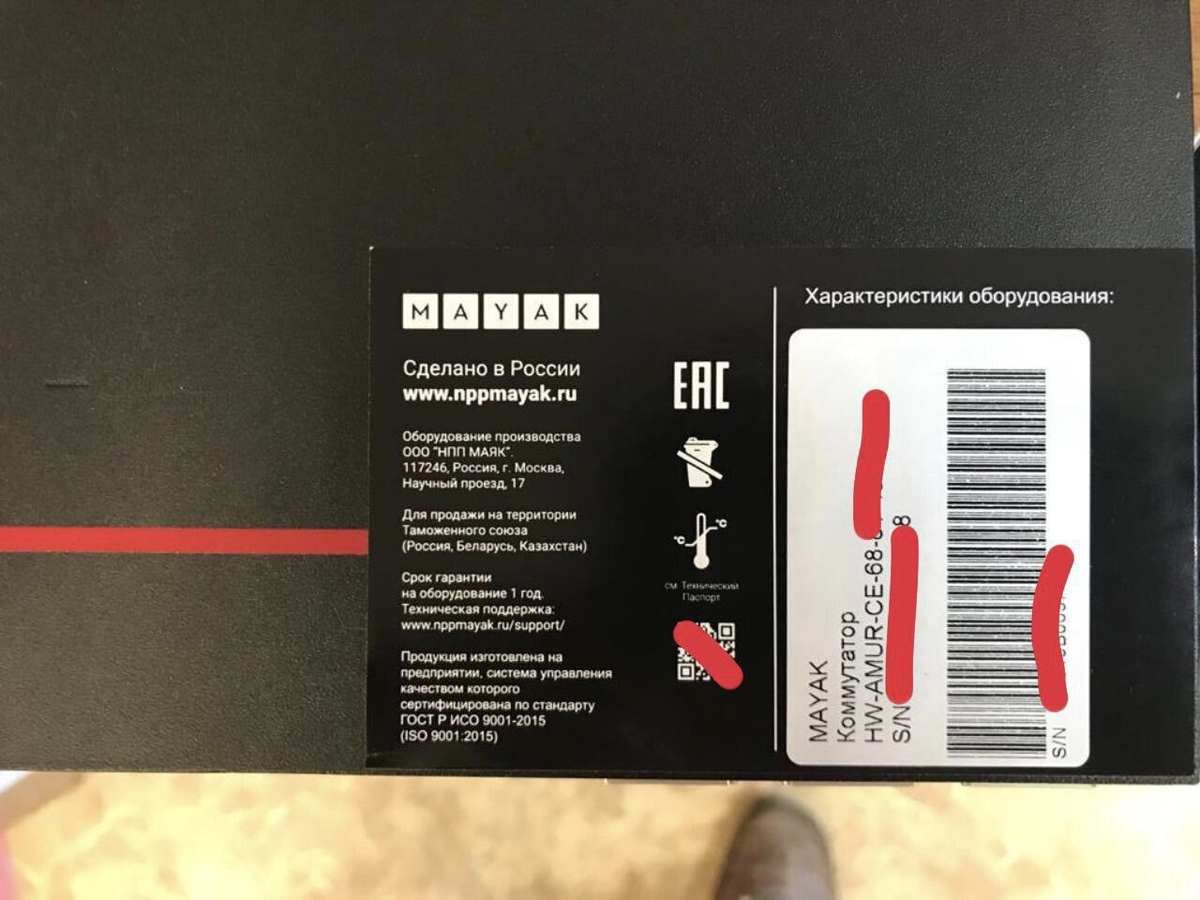 MAYAK
Сделано в России
www.nppmayak.ru
Оборудование производства
ООО "НПП МАЯК".
117246, Россия, г. Москва,
Научный проезд, 17
Для продажи на территории
Таможенного союза
(Россия, Беларусь, Казахстан)
Срок гарантии
на оборудование 1 год.
Техническая поддержка:
www.nppmayak.ru/support/
Продукция изготовлена на
предприятии, система управления
качеством которого
сертифицирована по стандарту
ГОСТ Р ИСО 9001-2015
(ISO 9001:2015)
EAC
°C
°C
см. Технический
Паспорт
Характеристики оборудования:
MAYAK
Коммутатор
HW-AMUR-CE-68-
S/N
S/N